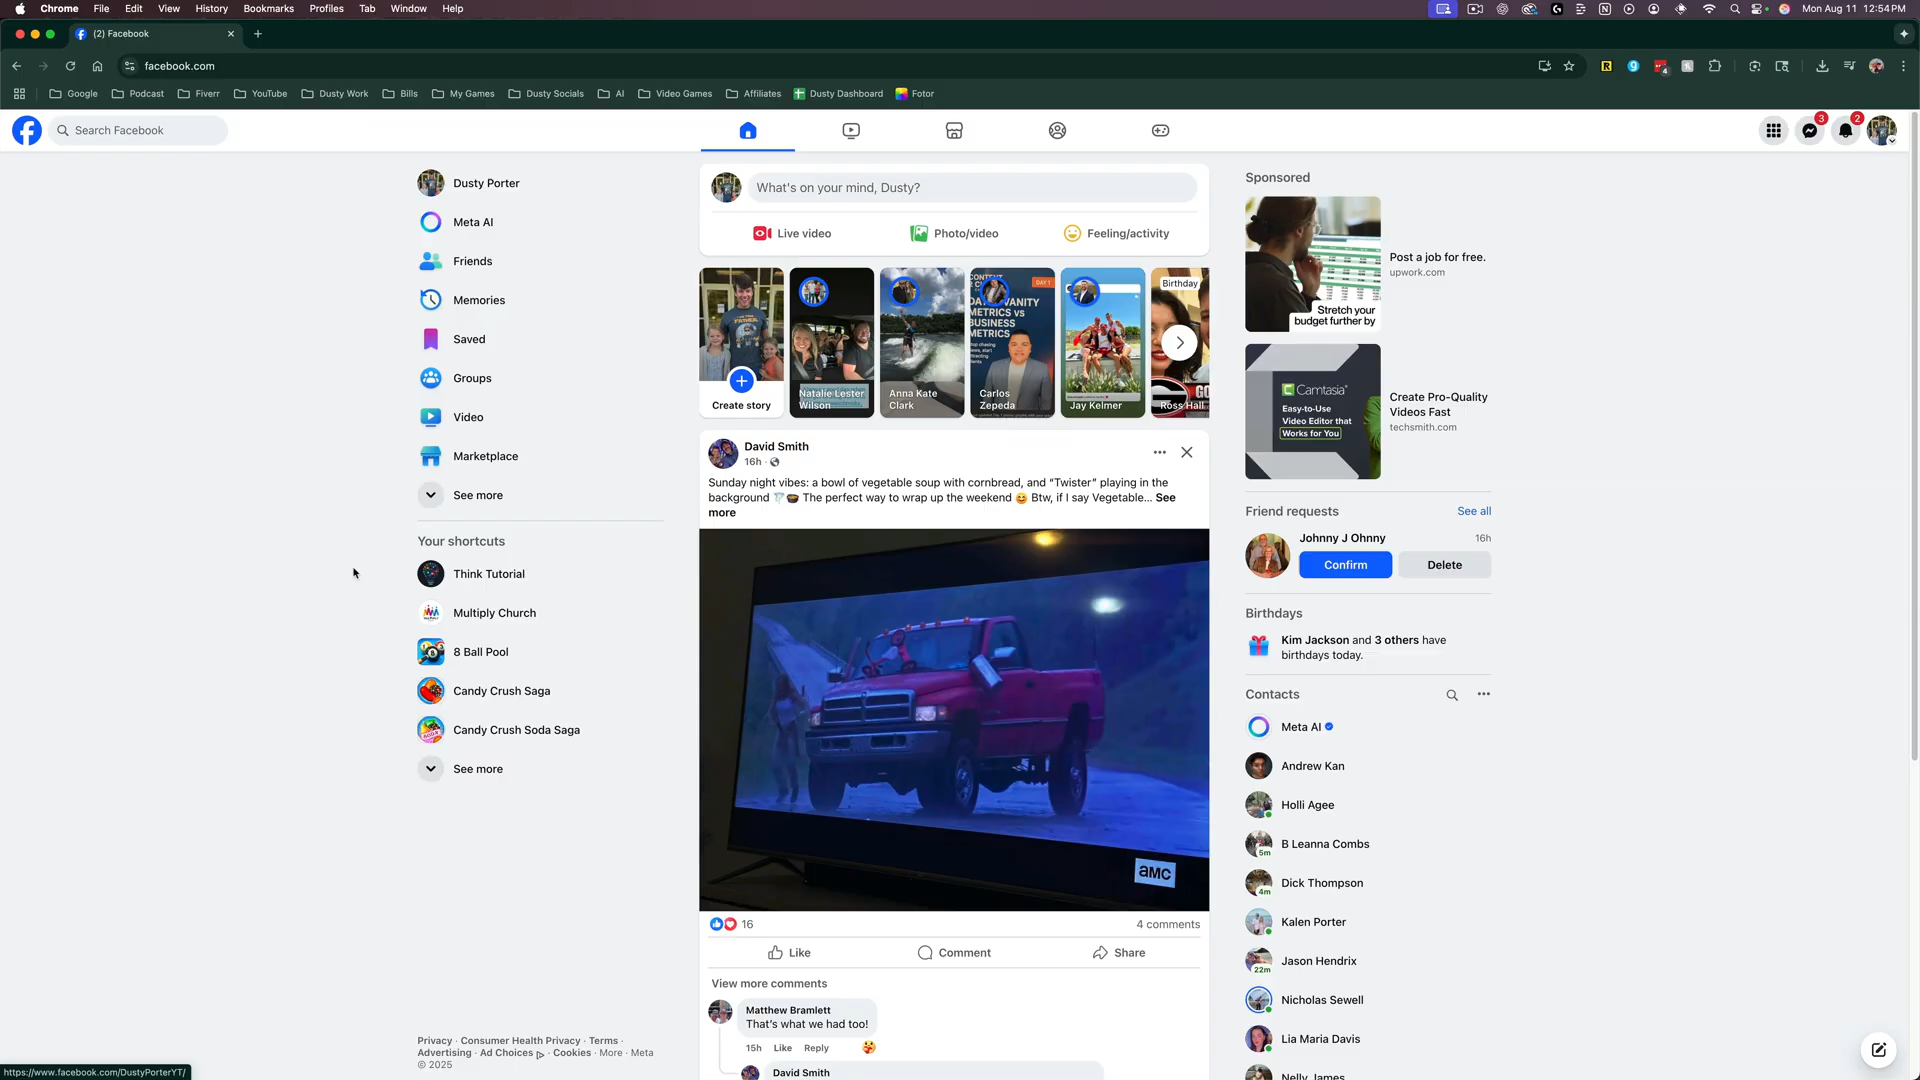 Chrome File Edit View History Bookmarks Profiles Tab Window Help
Mon Aug 11 12:54 PM
(2) Facebook
facebook.com
Google Podcast Fiverr YouTube Dusty Work Bills My Games Dusty Socials AI Video Games Affiliates Dusty Dashboard Fotor
Search Facebook
3
2
Dusty Porter
Meta AI
Friends
Memories
Saved
Groups
Video
Marketplace
See more
Your shortcuts
Think Tutorial
Multiply Church
8 Ball Pool
Candy Crush Saga
Candy Crush Soda Saga
See more
Privacy · Consumer Health Privacy · Terms ·
Advertising · Ad Choices · Cookies · More · Meta
© 2025
https://www.facebook.com/DustyPorterYT/
What's on your mind, Dusty?
Live video
Photo/video
Feeling/activity
Create story
Natalie Lester
Wilson
Anna Kate
Clark
DAY 1
VANITY
METRICS VS
BUSINESS
METRICS
Carlos
Zepeda
Jay Kelmer
Birthday
Ross Hall
David Smith
16h ·
Sunday night vibes: a bowl of vegetable soup with cornbread, and “Twister” playing in the
background 🌪️🍲 The perfect way to wrap up the weekend 😊 Btw, if I say Vegetable... See
more
aMC
16
4 comments
Like
Comment
Share
View more comments
Matthew Bramlett
That's what we had too!
15h Like Reply
David Smith
Sponsored
Stretch your
budget further by
Post a job for free.
upwork.com
Camtasia
Easy-to-Use
Video Editor that
Works for You
Create Pro-Quality
Videos Fast
techsmith.com
Friend requests
See all
Johnny J Ohnny
16h
Confirm
Delete
Birthdays
Kim Jackson and 3 others have
birthdays today.
Contacts
Meta AI
Andrew Kan
Holli Agee
B Leanna Combs
5m
Dick Thompson
4m
Kalen Porter
Jason Hendrix
22m
Nicholas Sewell
Lia Maria Davis
Nelly James